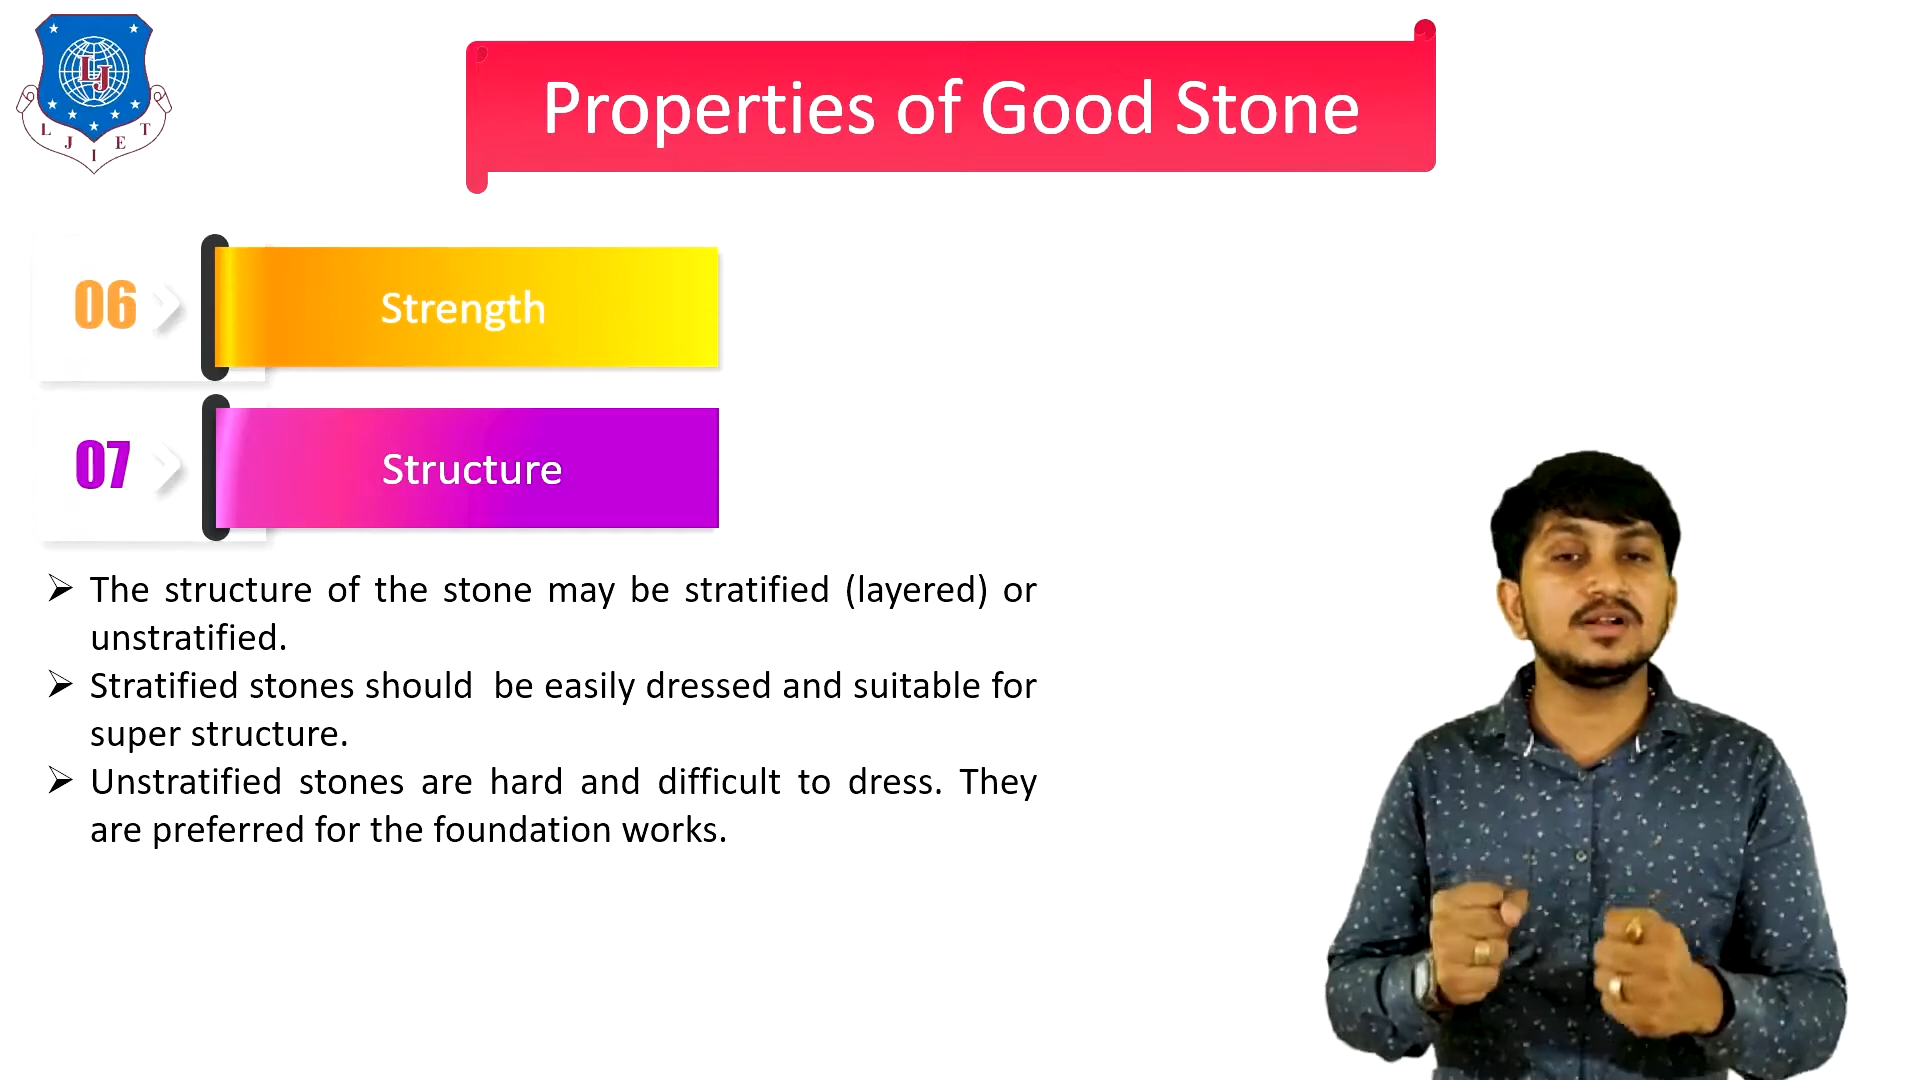 LJ
L J I E T
Properties of Good Stone
06
Strength
07
Structure
➢ The structure of the stone may be stratified (layered) or
unstratified.
➢ Stratified stones should  be easily dressed and suitable for
super structure.
➢ Unstratified stones are hard and difficult to dress. They
are preferred for the foundation works.